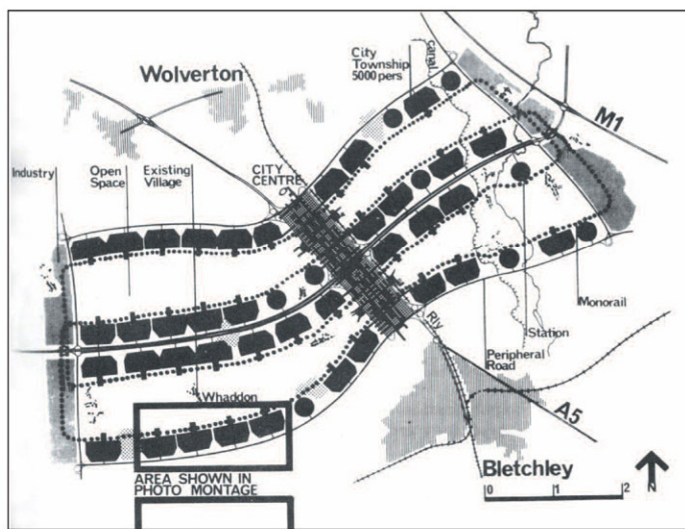 Wolverton
City
Township
5000 pers
canal
M1
Industry
Open
Space
Existing
Village
CITY
CENTRE
Monorail
Station
Rly
Peripheral
Road
Whaddon
A5
AREA SHOWN IN
PHOTO MONTAGE
Bletchley
N
0 1 2